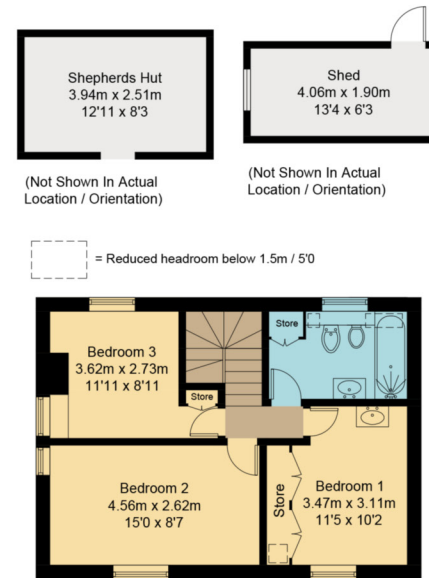 Shepherds Hut
3.94m x 2.51m
12'11 x 8'3
(Not Shown In Actual
Location / Orientation)
Shed
4.06m x 1.90m
13'4 x 6'3
(Not Shown In Actual
Location / Orientation)
= Reduced headroom below 1.5m / 5'0
Bedroom 3
3.62m x 2.73m
11'11 x 8'11
Store
Store
Bedroom 2
4.56m x 2.62m
15'0 x 8'7
Store
Bedroom 1
3.47m x 3.11m
11'5 x 10'2